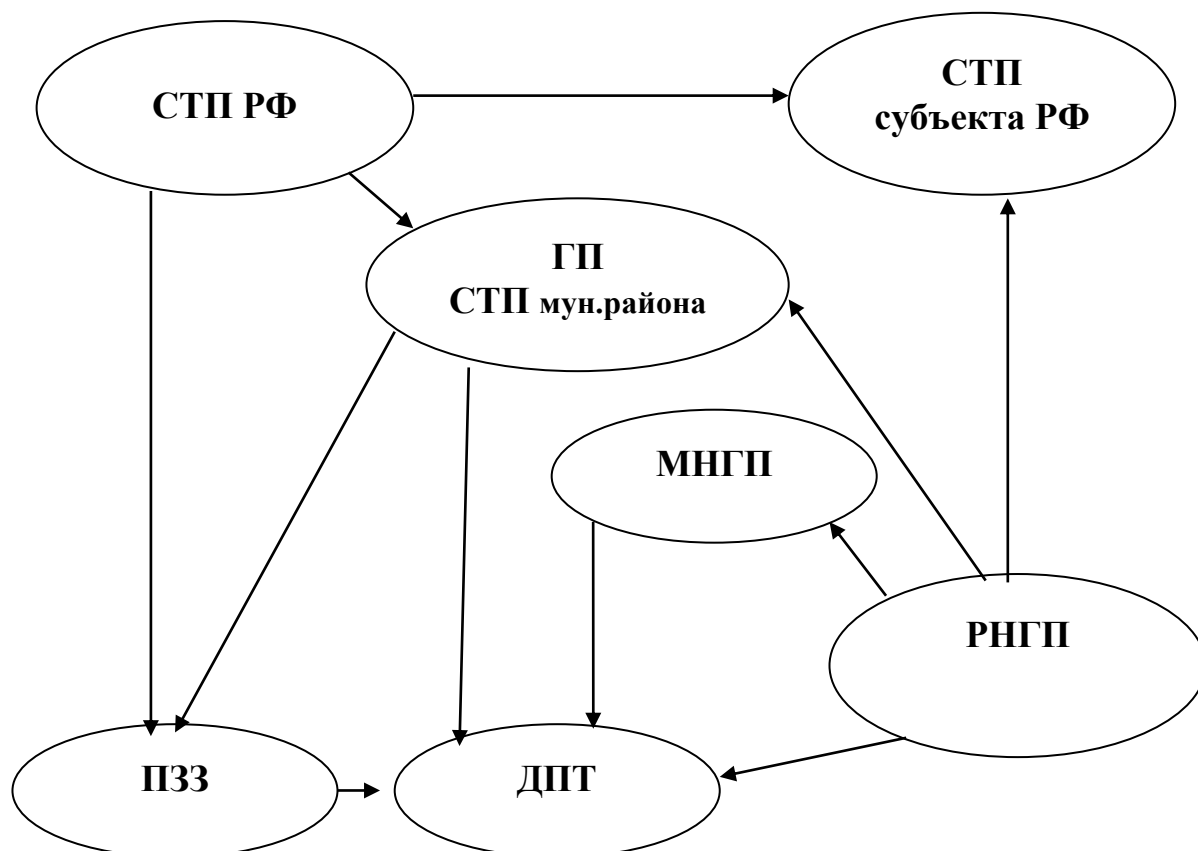 СТП РФ
СТП
субъекта РФ
ГП
СТП мун.района
МНГП
РНГП
ПЗЗ
ДПТ